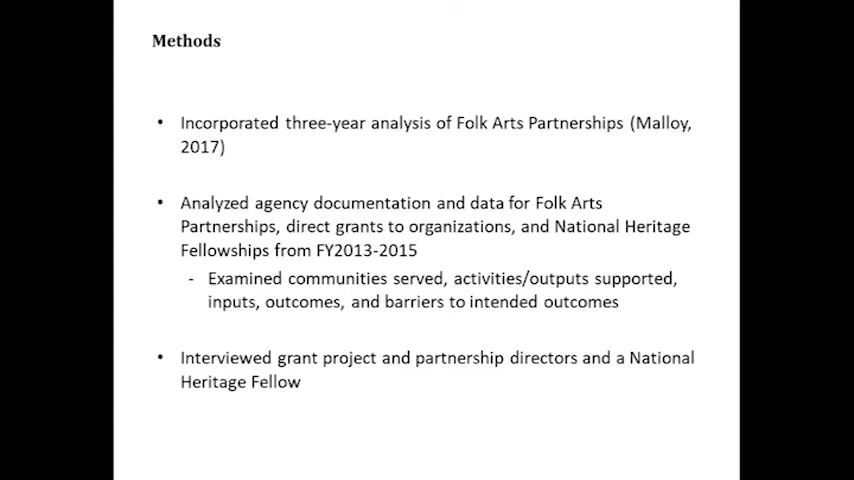 Methods
• Incorporated three-year analysis of Folk Arts Partnerships (Malloy,
2017)
• Analyzed agency documentation and data for Folk Arts
Partnerships, direct grants to organizations, and National Heritage
Fellowships from FY2013-2015
- Examined communities served, activities/outputs supported,
inputs, outcomes, and barriers to intended outcomes
• Interviewed grant project and partnership directors and a National
Heritage Fellow